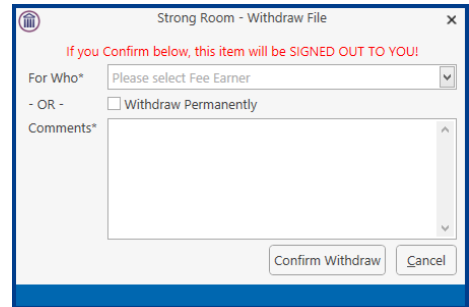 Strong Room - Withdraw File
If you Confirm below, this item will be SIGNED OUT TO YOU!
For Who* Please select Fee Earner
- OR - Withdraw Permanently
Comments*
Confirm Withdraw Cancel